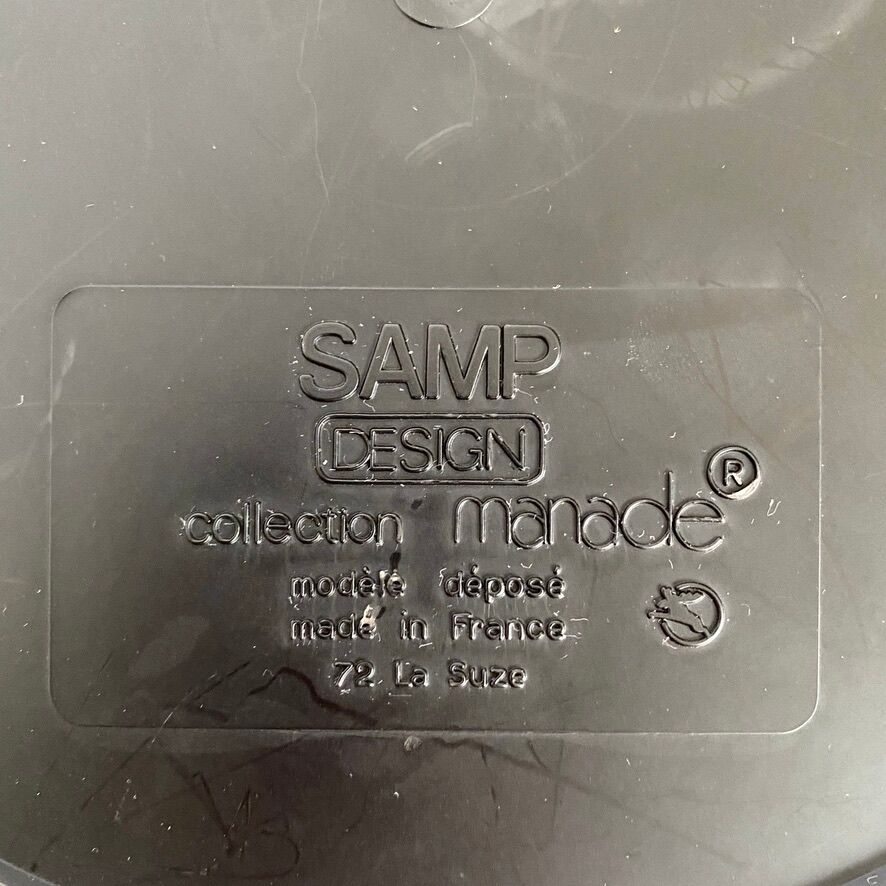 SAMP
DESIGN
collection manade®
modèle déposé
made in France
72 La Suze